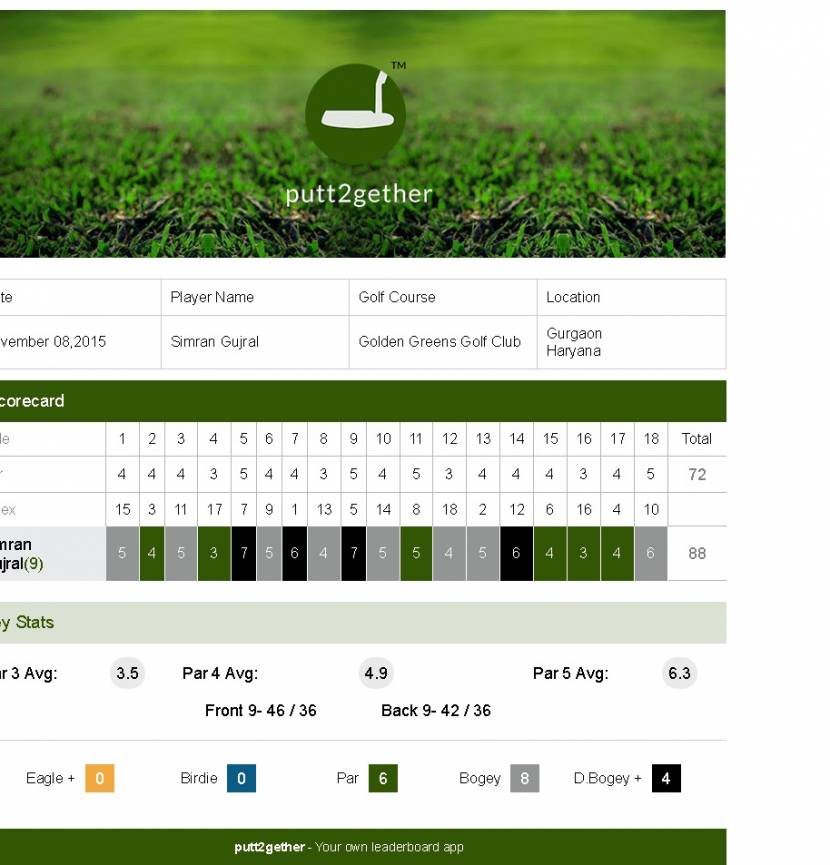 TM
putt2gether
te Player Name Golf Course Location
vember 08,2015 Simran Gujral Golden Greens Golf Club Gurgaon
Haryana
corecard
le 1 2 3 4 5 6 7 8 9 10 11 12 13 14 15 16 17 18 Total
r 4 4 4 3 5 4 4 3 5 4 5 3 4 4 4 3 4 5 72
ex 15 3 11 17 7 9 1 13 5 14 8 18 2 12 6 16 4 10
mran
jral(9) 5 4 5 3 7 5 6 4 7 5 5 4 5 6 4 3 4 6 88
y Stats
r 3 Avg: 3.5 Par 4 Avg: 4.9 Par 5 Avg: 6.3
Front 9- 46 / 36 Back 9- 42 / 36
Eagle + 0 Birdie 0 Par 6 Bogey 8 D.Bogey + 4
putt2gether - Your own leaderboard app